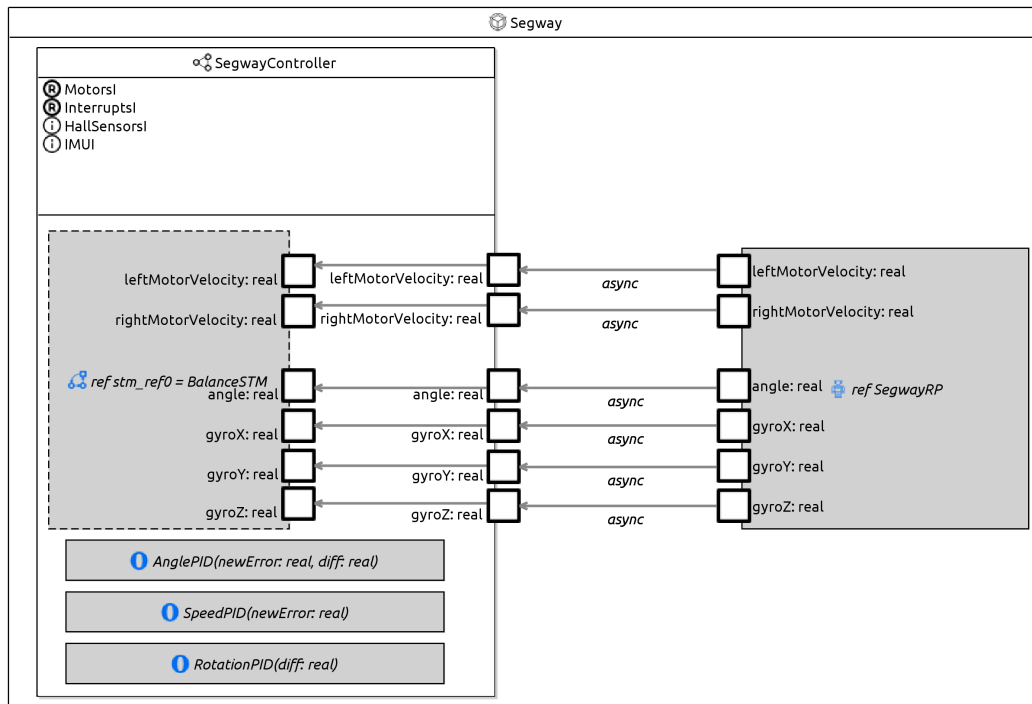 Segway
SegwayController
R MotorsI
R InterruptsI
i HallSensorsI
i IMUI
leftMotorVelocity: real
leftMotorVelocity: real
async
leftMotorVelocity: real
rightMotorVelocity: real
rightMotorVelocity: real
async
rightMotorVelocity: real
ref stm_ref0 = BalanceSTM
angle: real
angle: real
async
angle: real
ref SegwayRP
gyroX: real
gyroX: real
async
gyroX: real
gyroY: real
gyroY: real
async
gyroY: real
gyroZ: real
gyroZ: real
async
gyroZ: real
O AnglePID(newError: real, diff: real)
O SpeedPID(newError: real)
O RotationPID(diff: real)